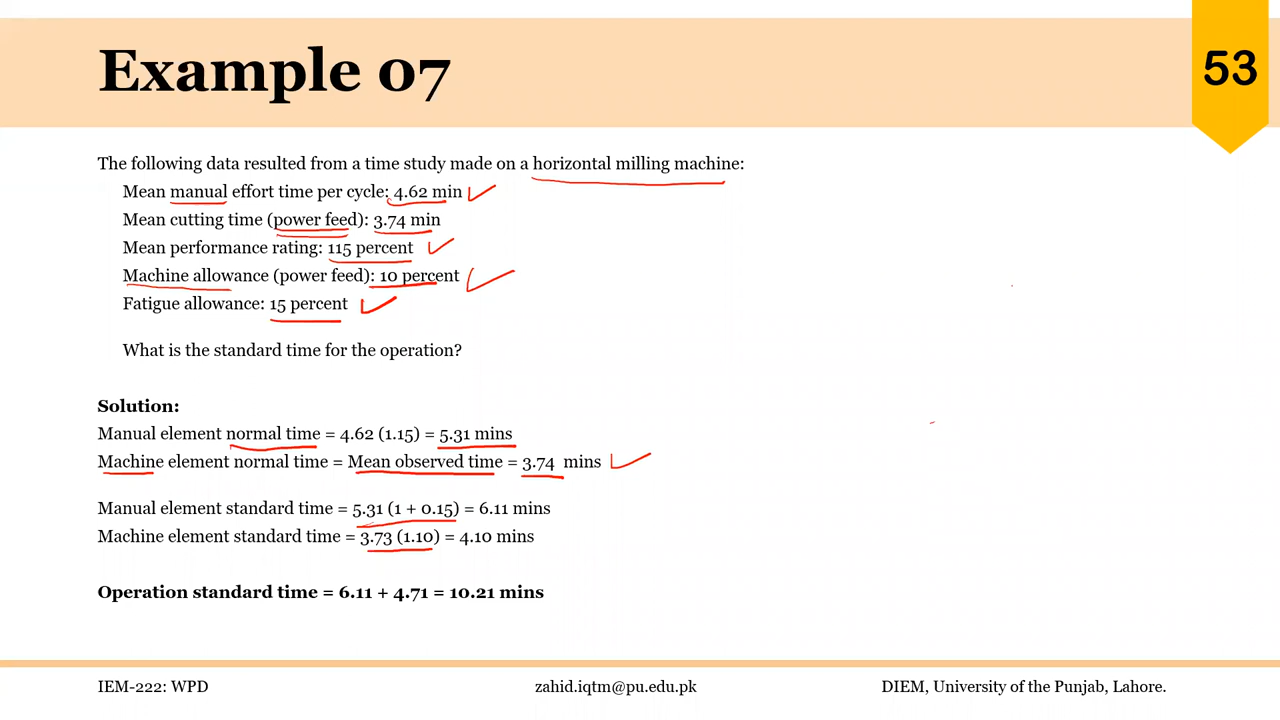 Example 07
53
The following data resulted from a time study made on a horizontal milling machine:
Mean manual effort time per cycle: 4.62 min
Mean cutting time (power feed): 3.74 min
Mean performance rating: 115 percent
Machine allowance (power feed): 10 percent
Fatigue allowance: 15 percent
What is the standard time for the operation?
Solution:
Manual element normal time = 4.62 (1.15) = 5.31 mins
Machine element normal time = Mean observed time = 3.74 mins
Manual element standard time = 5.31 (1 + 0.15) = 6.11 mins
Machine element standard time = 3.73 (1.10) = 4.10 mins
Operation standard time = 6.11 + 4.71 = 10.21 mins
IEM-222: WPD
zahid.iqtm@pu.edu.pk
DIEM, University of the Punjab, Lahore.